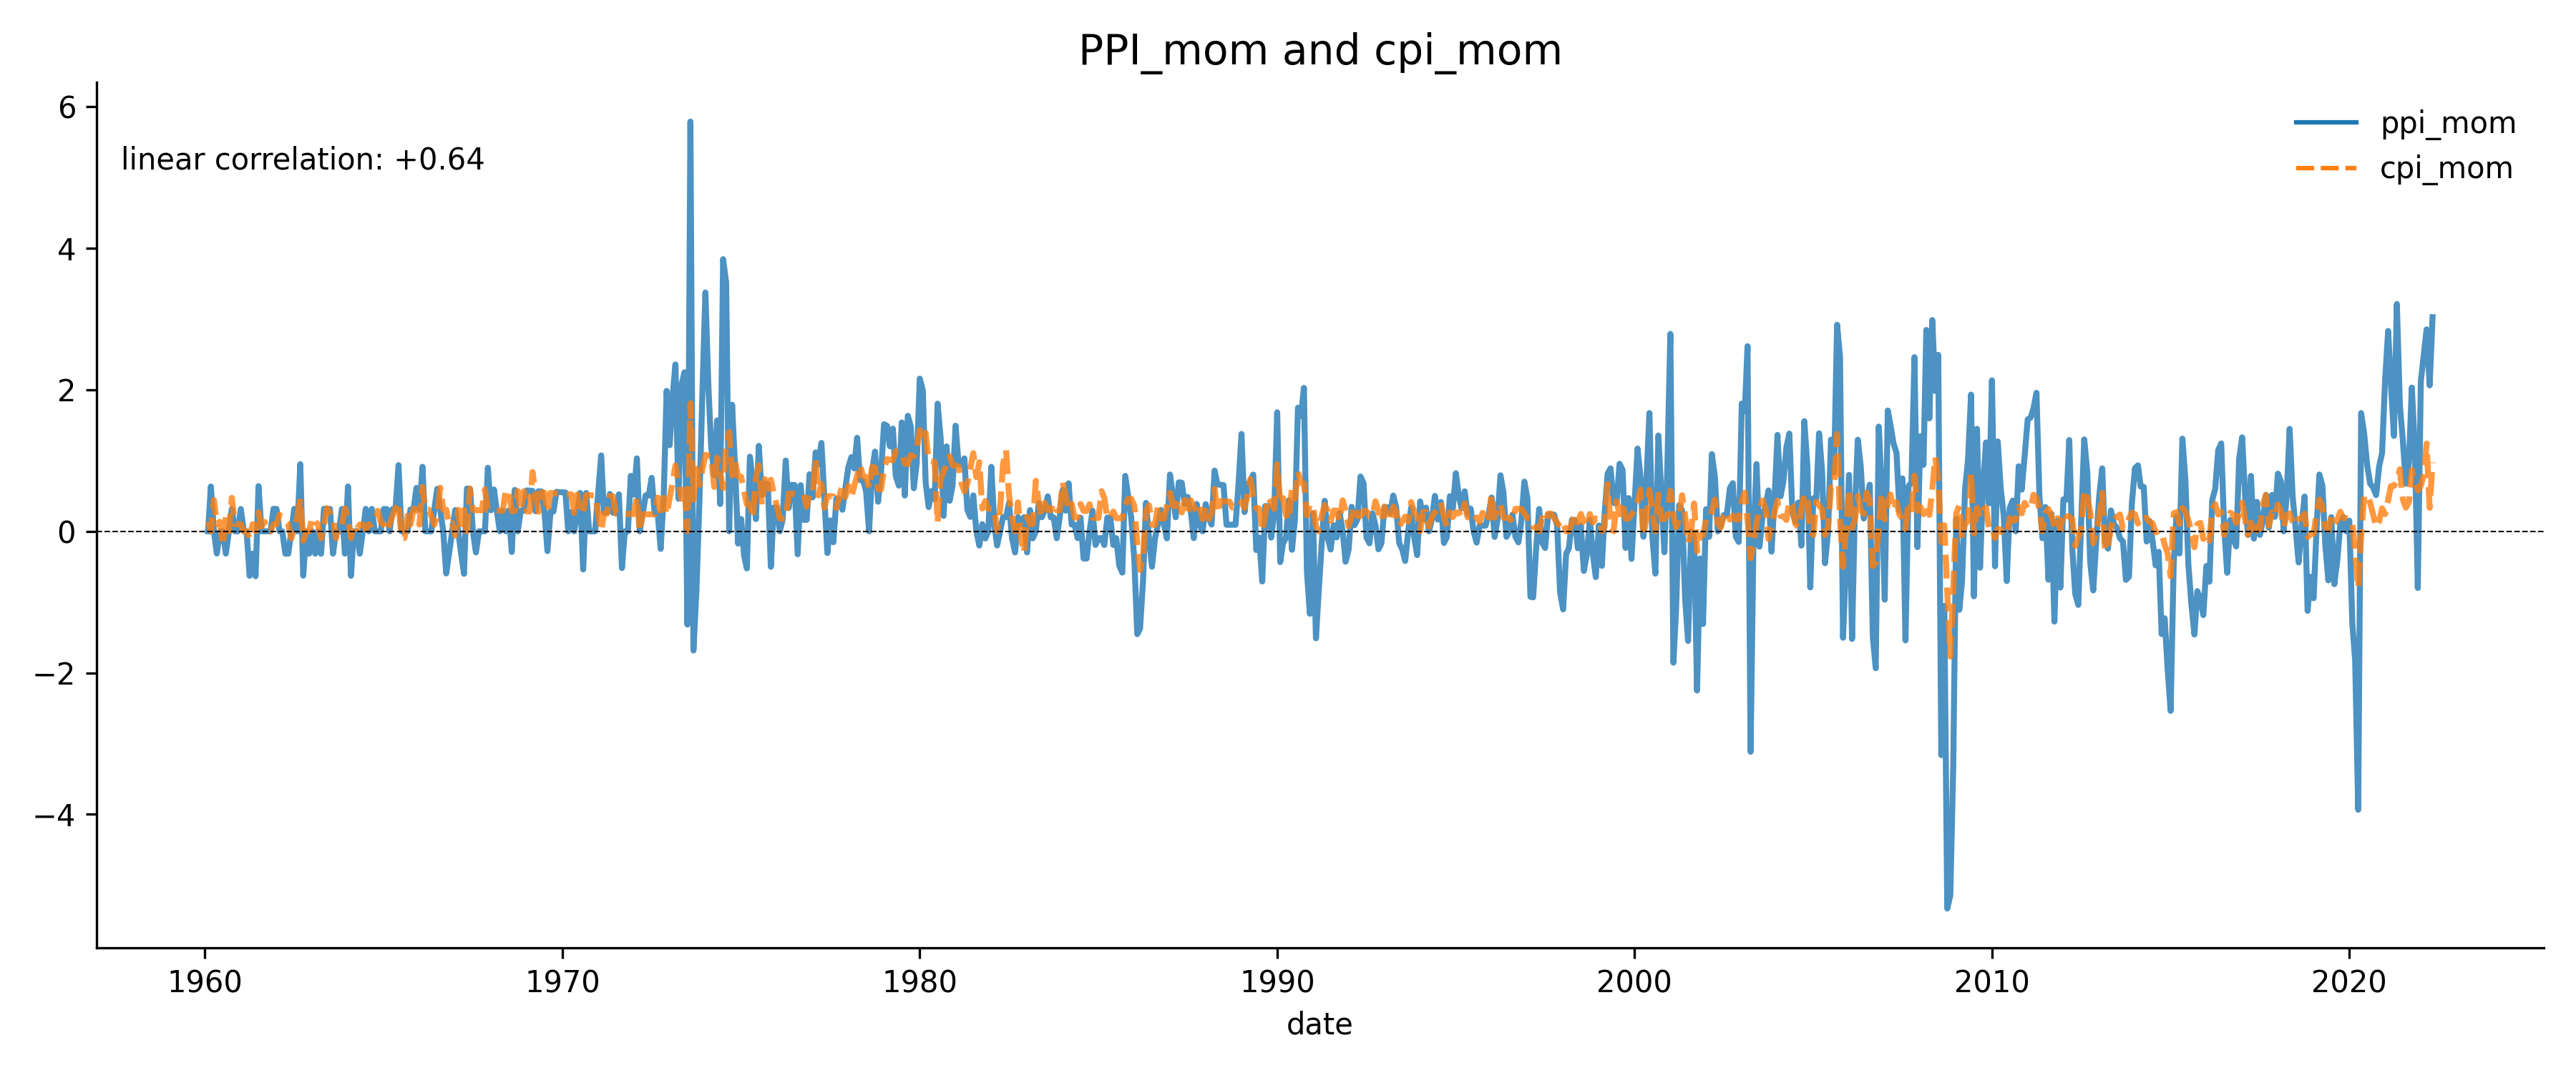 PPI_mom and cpi_mom
6
4
2
0
−2
−4
linear correlation: +0.64
ppi_mom
cpi_mom
1960 1970 1980 1990 2000 2010 2020
date